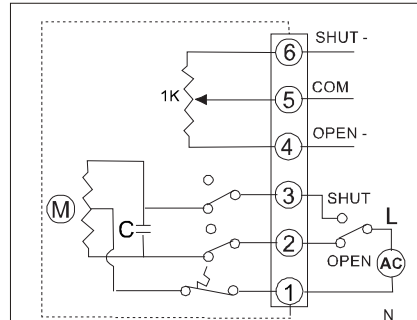 6 SHUT -
1K 5 COM
4 OPEN -
3 SHUT
M C 2 L
OPEN AC
1 N